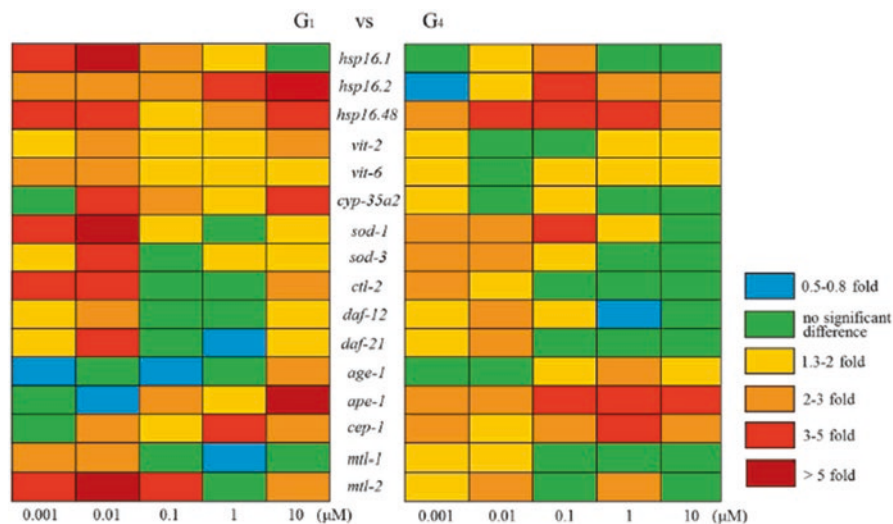 G1 vs G4
hsp16.1
hsp16.2
hsp16.48
vit-2
vit-6
cyp-35a2
sod-1
sod-3
ctl-2
daf-12
daf-21
age-1
ape-1
cep-1
mtl-1
mtl-2
0.5-0.8 fold
no significant
difference
1.3-2 fold
2-3 fold
3-5 fold
> 5 fold
0.001 0.01 0.1 1 10 (μM) 0.001 0.01 0.1 1 10 (μM)